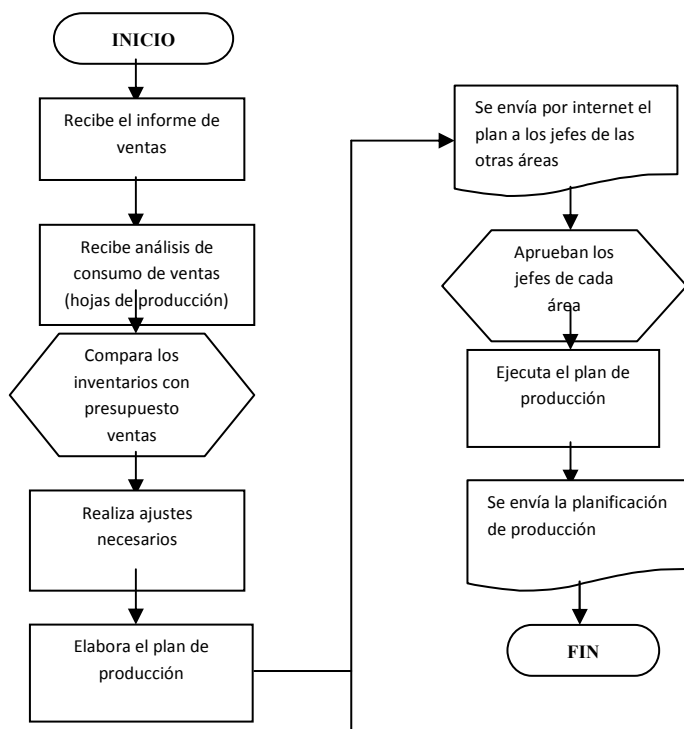 INICIO
Recibe el informe de
ventas
Recibe análisis de
consumo de ventas
(hojas de producción)
Compara los
inventarios con
presupuesto
ventas
Realiza ajustes
necesarios
Elabora el plan de
producción
Se envía por internet el
plan a los jefes de las
otras áreas
Aprueban los
jefes de cada
área
Ejecuta el plan de
producción
Se envía la planificación
de producción
FIN